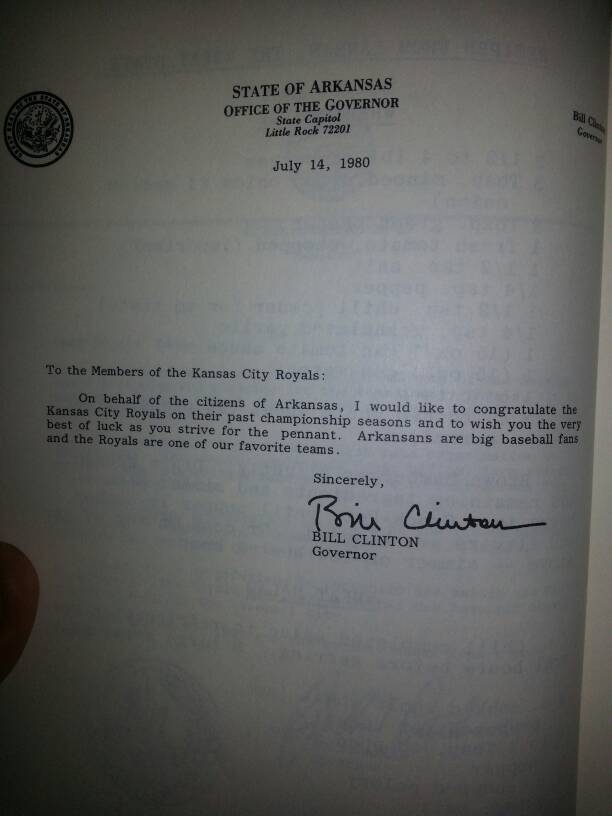 STATE OF ARKANSAS
OFFICE OF THE GOVERNOR
State Capitol
Little Rock 72201
Bill
Governor
July 14, 1980
To the Members of the Kansas City Royals:
On behalf of the citizens of Arkansas, I would like to congratulate the
Kansas City Royals on their past championship seasons and to wish you the very
best of luck as you strive for the pennant. Arkansans are big baseball fans
and the Royals are one of our favorite teams.
Sincerely,
Bill Clinton
BILL CLINTON
Governor